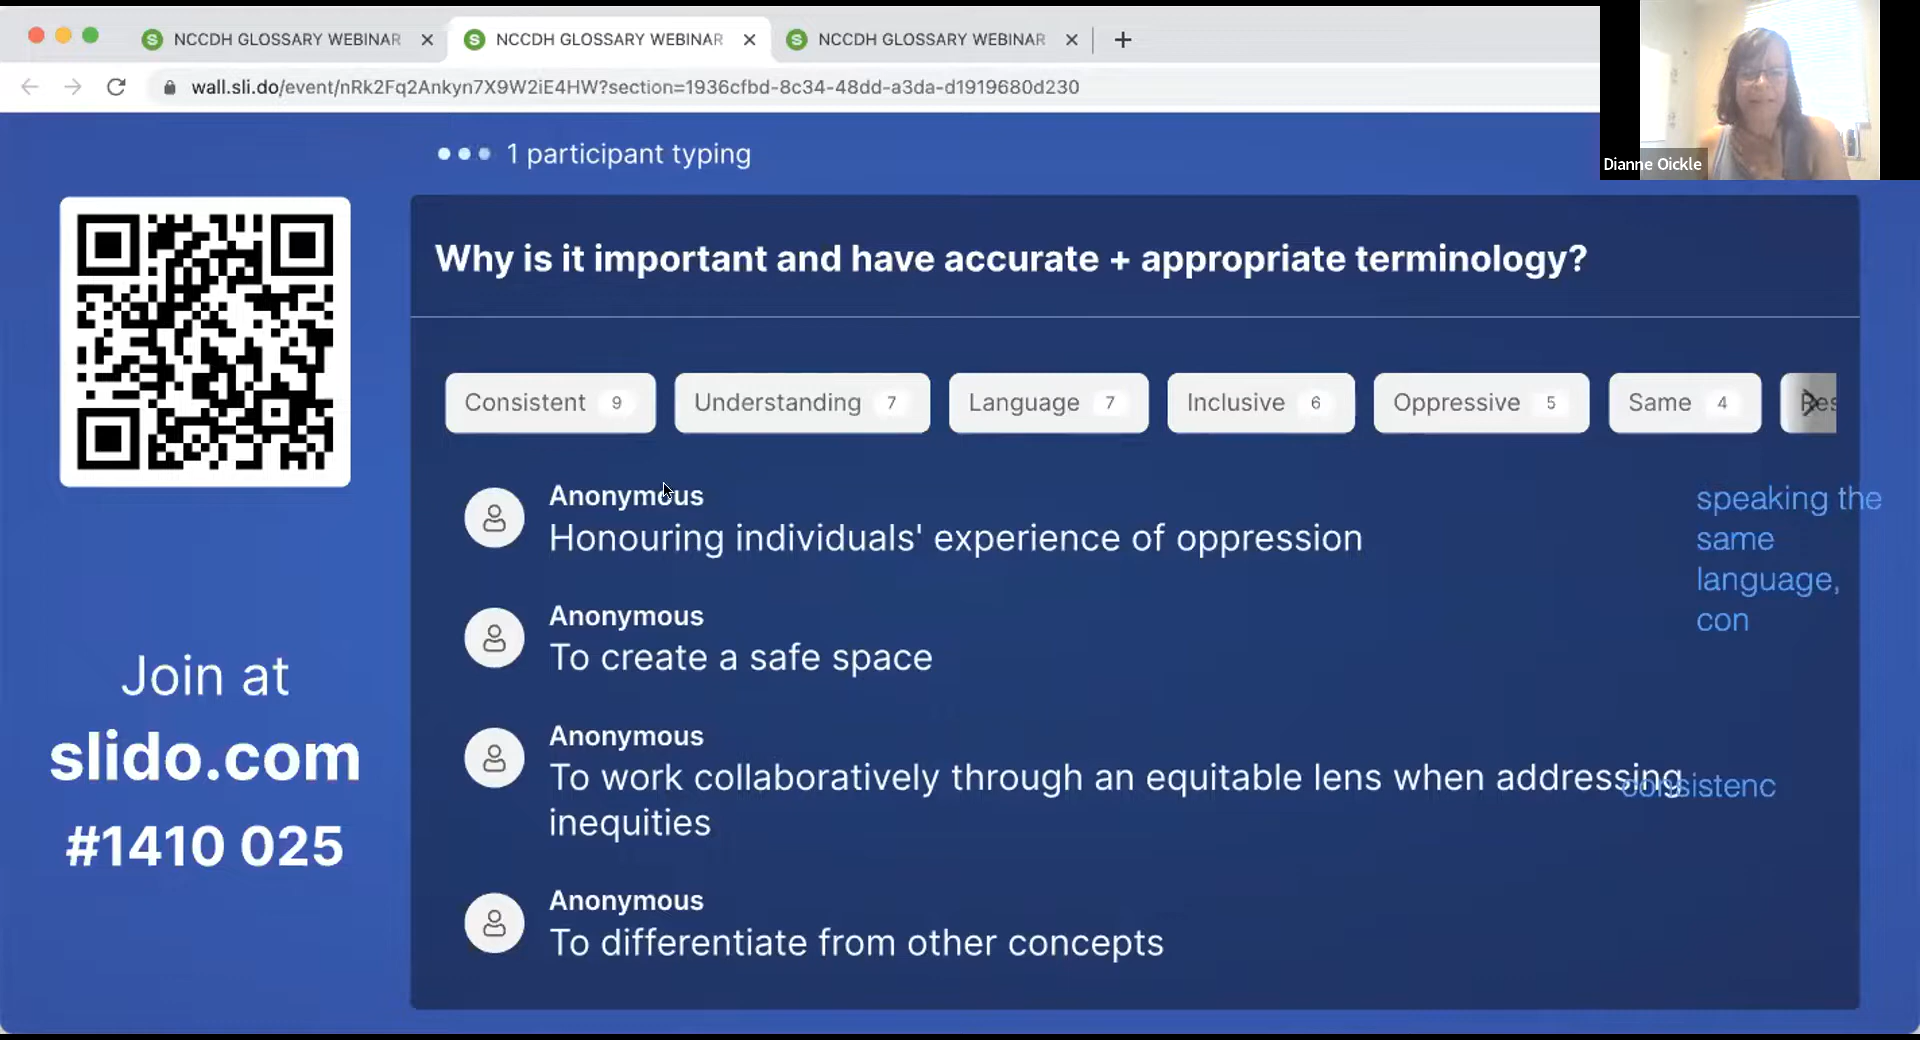 NCCDH GLOSSARY WEBINAR
NCCDH GLOSSARY WEBINAR
NCCDH GLOSSARY WEBINAR
wall.sli.do/event/nRk2Fq2Ankyn7X9W2iE4HW?section=1936cfbd-8c34-48dd-a3da-d1919680d230
Dianne Oickle
1 participant typing
Why is it important and have accurate + appropriate terminology?
Consistent 9
Understanding 7
Language 7
Inclusive 6
Oppressive 5
Same 4
Res
Anonymous
Honouring individuals' experience of oppression
Anonymous
To create a safe space
Anonymous
To work collaboratively through an equitable lens when addressing
inequities
Anonymous
To differentiate from other concepts
speaking the
same
language,
con
consistenc
Join at
slido.com
#1410 025